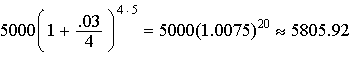 5000(1 + .03/4)^{4·5} = 5000(1.0075)^{20} ≈ 5805.92